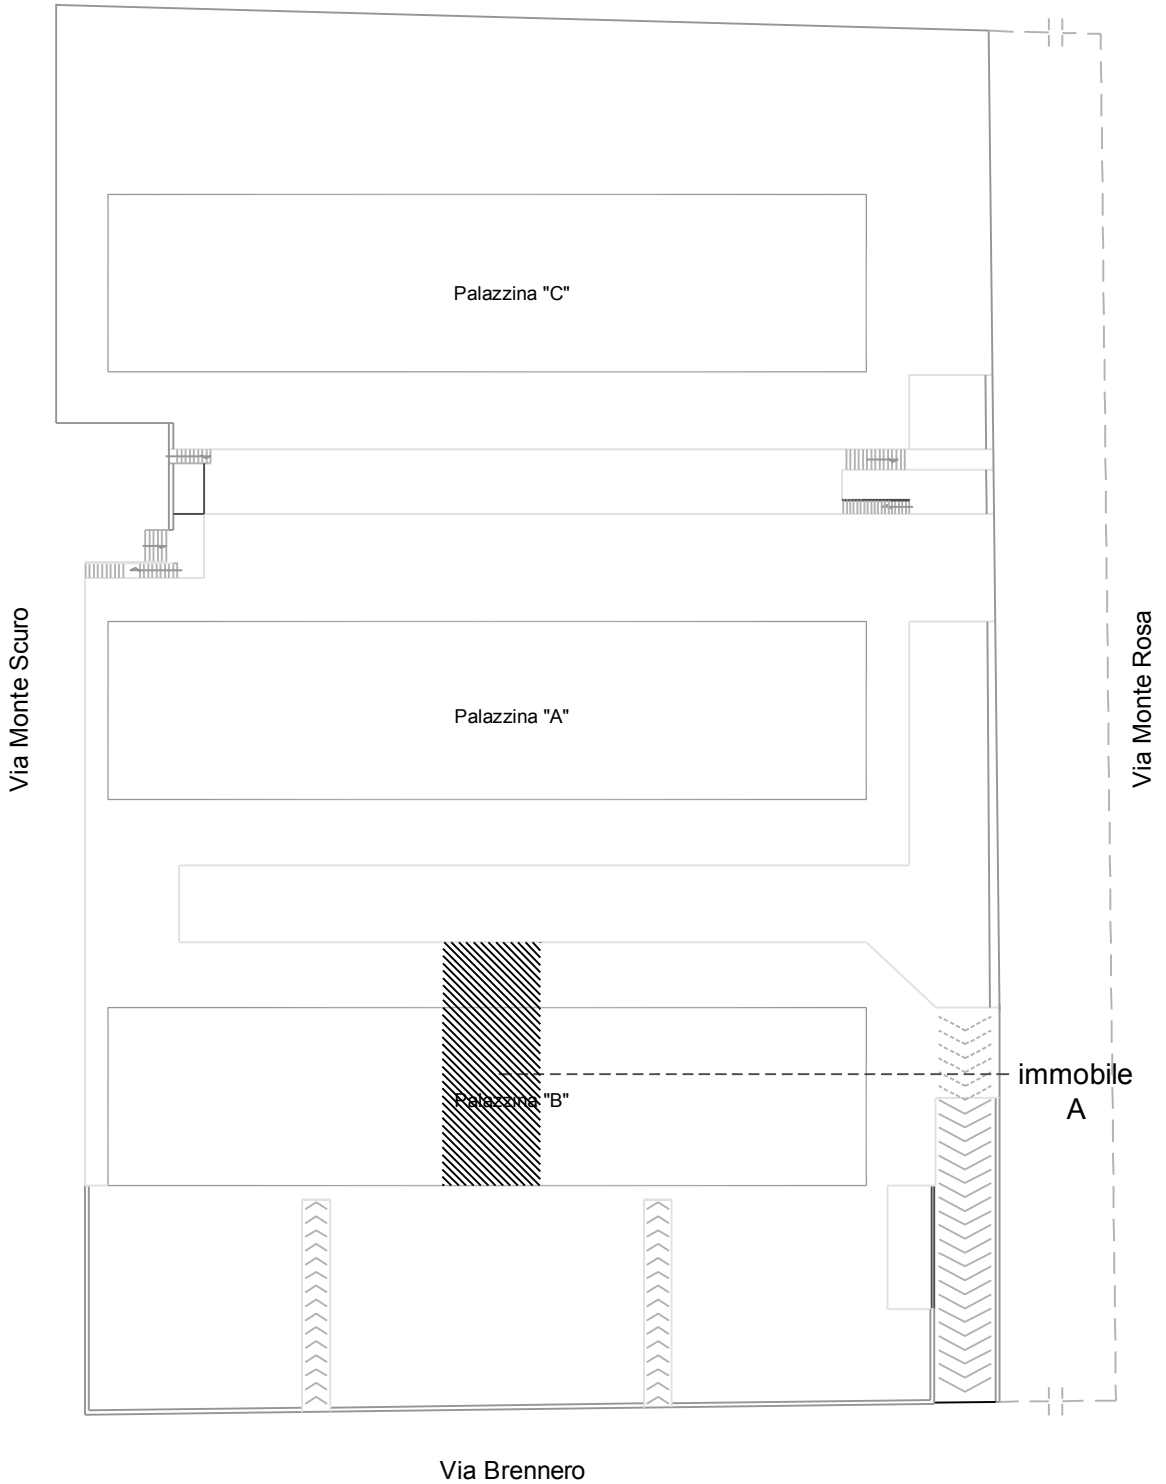 Palazzina "C"
Via Monte Scuro
Via Monte Rosa
Palazzina "A"
immobile
A
Palazzina "B"
Via Brennero